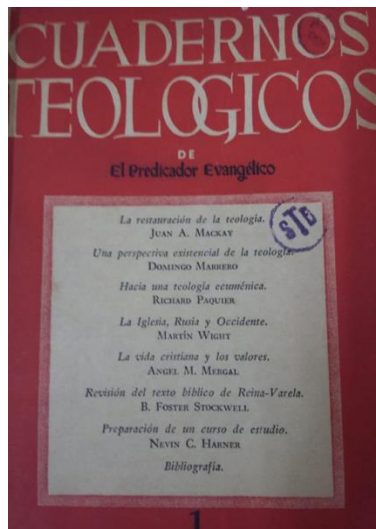 CUADERNOS
TEOLOGICOS
DE
El Predicador Evangélico
La restauración de la teología.
JUAN A. MACKAY
STE
Una perspectiva existencial de la teología.
DOMINGO MARRERO
Hacia una teología ecuménica.
RICHARD PAQUIER
La Iglesia, Rusia y Occidente.
MARTÍN WIGHT
La vida cristiana y los valores.
ANGEL M. MERGAL
Revisión del texto bíblico de Reina-Varela.
B. FOSTER STOCKWELL
Preparación de un curso de estudio.
NEVIN C. HARNER
Bibliografía.
1